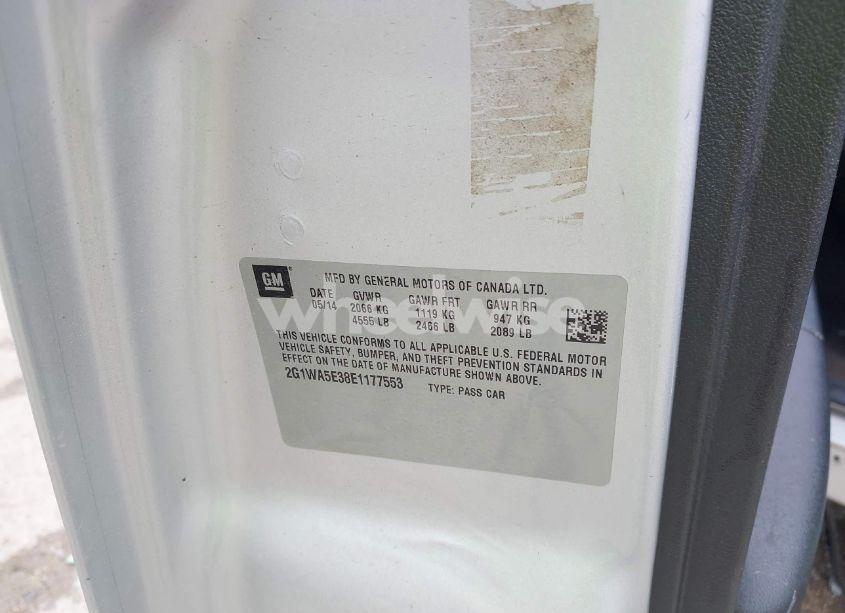 GM
MFD BY GENERAL MOTORS OF CANADA LTD.
DATE GVWR GAWR FRT GAWR RR
05/14 2066 KG 1119 KG 947 KG
4555 LB 2466 LB 2089 LB
wheelwise
THIS VEHICLE CONFORMS TO ALL APPLICABLE U.S. FEDERAL MOTOR
VEHICLE SAFETY, BUMPER, AND THEFT PREVENTION STANDARDS IN
EFFECT ON THE DATE OF MANUFACTURE SHOWN ABOVE.
2G1WA5E38E1177553 TYPE: PASS CAR